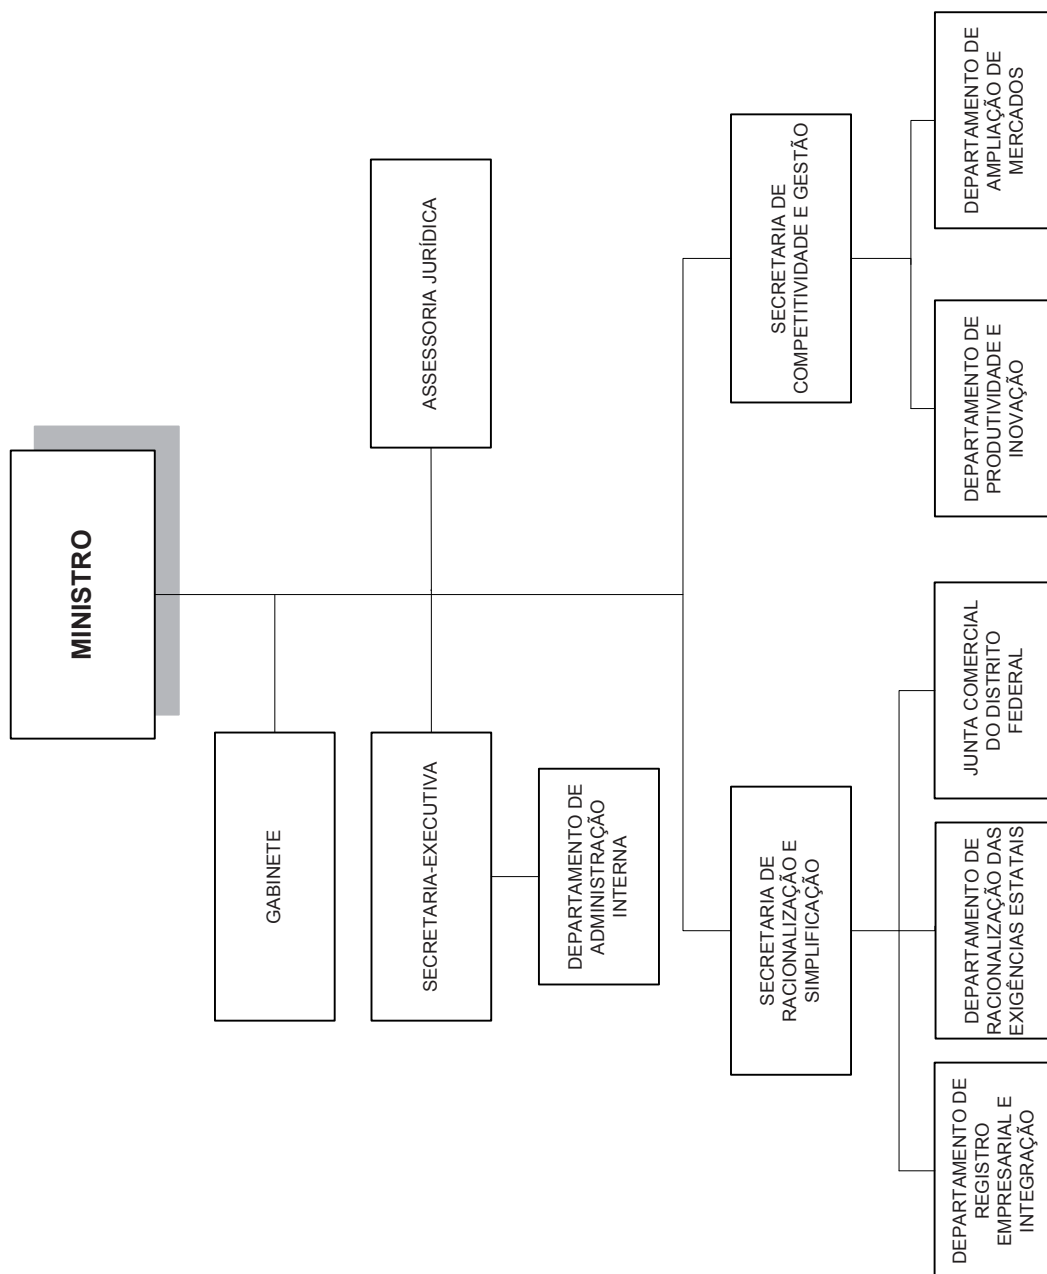 MINISTRO
GABINETE
ASSESSORIA JURÍDICA
SECRETARIA-EXECUTIVA
DEPARTAMENTO DE
ADMINISTRAÇÃO
INTERNA
SECRETARIA DE
RACIONALIZAÇÃO E
SIMPLIFICAÇÃO
SECRETARIA DE
COMPETITIVIDADE E GESTÃO
DEPARTAMENTO DE
REGISTRO
EMPRESARIAL E
INTEGRAÇÃO
DEPARTAMENTO DE
RACIONALIZAÇÃO DAS
EXIGÊNCIAS ESTATAIS
JUNTA COMERCIAL
DO DISTRITO
FEDERAL
DEPARTAMENTO DE
PRODUTIVIDADE E
INOVAÇÃO
DEPARTAMENTO DE
AMPLIAÇÃO DE
MERCADOS